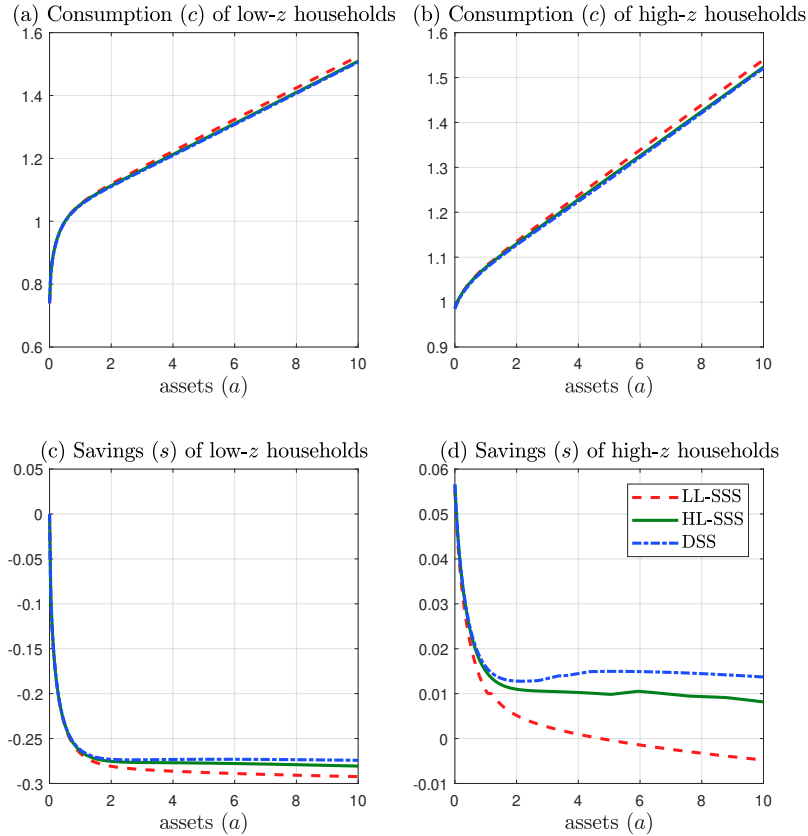 (a) Consumption (c) of low-z households
1.6
1.4
1.2
1
0.8
0.6
0 2 4 6 8 10
assets (a)
(b) Consumption (c) of high-z households
1.6
1.5
1.4
1.3
1.2
1.1
1
0.9
0 2 4 6 8 10
assets (a)
(c) Savings (s) of low-z households
0.05
0
-0.05
-0.1
-0.15
-0.2
-0.25
-0.3
0 2 4 6 8 10
assets (a)
(d) Savings (s) of high-z households
0.06
0.05
0.04
0.03
0.02
0.01
0
-0.01
0 2 4 6 8 10
assets (a)
LL-SSS
HL-SSS
DSS